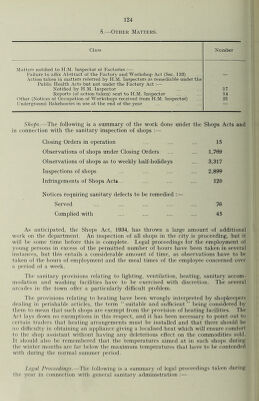 124
8.—OTHER MATTERS.
Class Number
Matters notified to H.M. Inspector of Factories :—
Failure to affix Abstract of the Factory and Workshop Act (Sec. 133) —
Action taken in matters referred by H.M. Inspectors as remediable under the
Public Health Acts but not under the Factory Act :—
Notified by H.M. Inspector 17
Reports (of action taken) sent to H.M. Inspector 14
Other (Notices of Occupation of Workshops received from H.M. Inspector)
Underground Bakehouses in use at the end of the year —
Shops.—The following is a summary of the work done under the Shops Acts and
in connection with the sanitary inspection of shops :—
Closing Orders in operation ... ... 15
Observations of shops under Closing Orders ... ... 1,769
Observations of shops as to weekly half-holidays ... ... 3,317
Inspections of shops ... ... 2,899
Infringements of Shops Acts .. ... ... 120
Notices requiring sanitary defects to be remedied :—
Served ... ... ... 76
Complied with ... ... ... 45
As anticipated, the Shops Act, 1934, has thrown a large amount of additional
work on the department. An inspection of all shops in the city is proceeding, but it
will be some time before this is complete. Legal proceedings for the employment of
young persons in excess of the permitted number of hours have been taken in several
instances, but this entails a considerable amount of time, as observations have to be
taken of the hours of employment and the meal times of the employee concerned over
a period of a week.
The sanitary provisions relating to lighting, ventilation, heating, sanitary accom-
modation and washing facilities have to be exercised with discretion. The several
arcades in the town offer a particularly difficult problem.
The provisions relating to heating have been wrongly interpreted by shopkeepers
dealing in perishable articles, the term " suitable and sufficient " being considered by
them to mean that such shops are exempt from the provision of heating facilities. The
Act lays down no exemptions in this respect, and it has been necessary to point out to
certain traders that heating arrangements must be installed and that there should be
no difficulty in obtaining an appliance giving a localised heat which will ensure comfort
to the shop assistant without having any deleterious effect on the commodities sold.
It should also be remembered that the temperatures aimed at in such shops during
the winter months are far below the maximum temperatures that have to be contended
with during the normal summer period.
Legal Proceedings.—The following is a summary of legal proceedings taken during
the year in connection with general sanitary administration :—